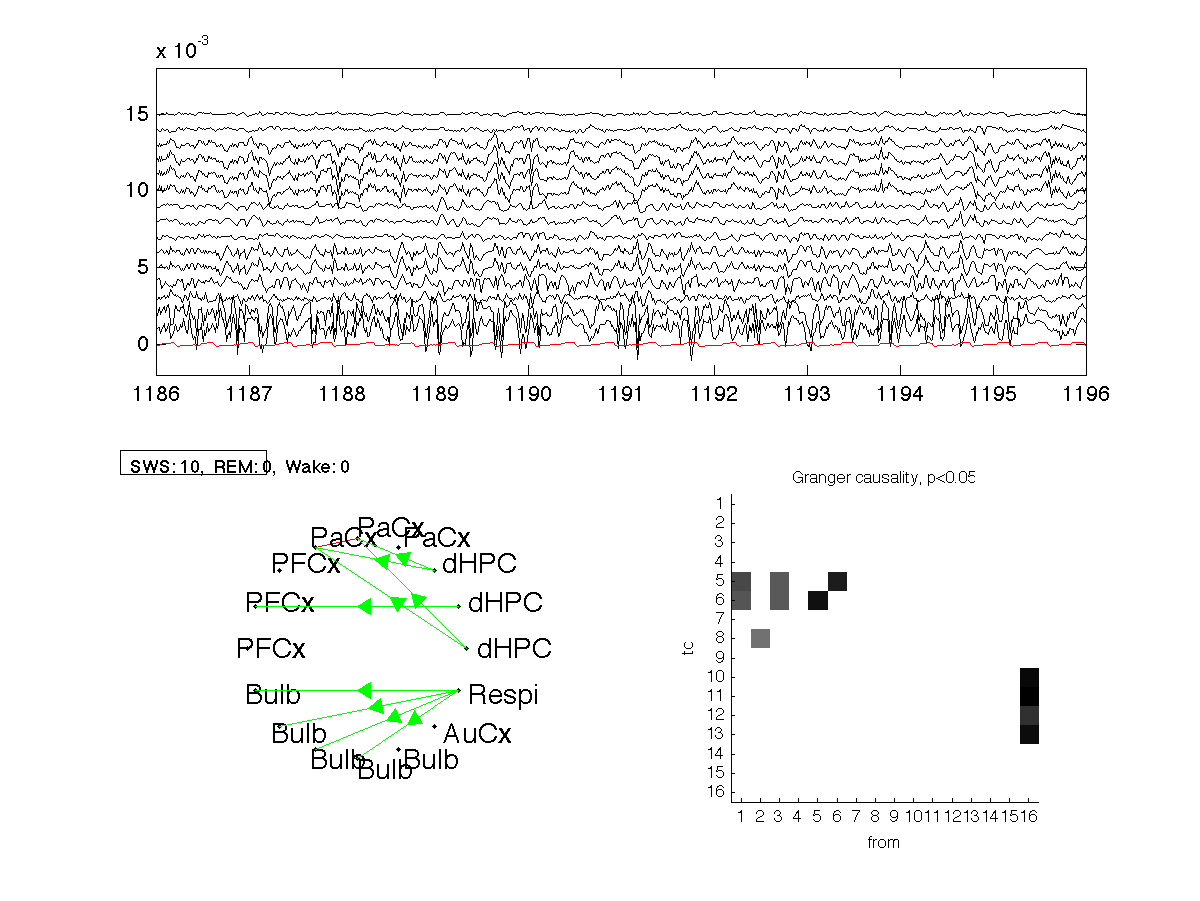 x 10-3
15
10
5
0
1186 1187 1188 1189 1190 1191 1192 1193 1194 1195 1196
SWS:10, REM:0, Wake:0
Granger causality, p<0.05
PaCx
PaCx PaCx
PFCx dHPC
PFCx dHPC
PFCx dHPC
Bulb Respi
Bulb AuCx
Bulb Bulb
Bulb
1
2
3
4
5
6
7
8
9
10
11
12
13
14
15
16
to
1 2 3 4 5 6 7 8 9 10 11 12 13 14 15 16
from